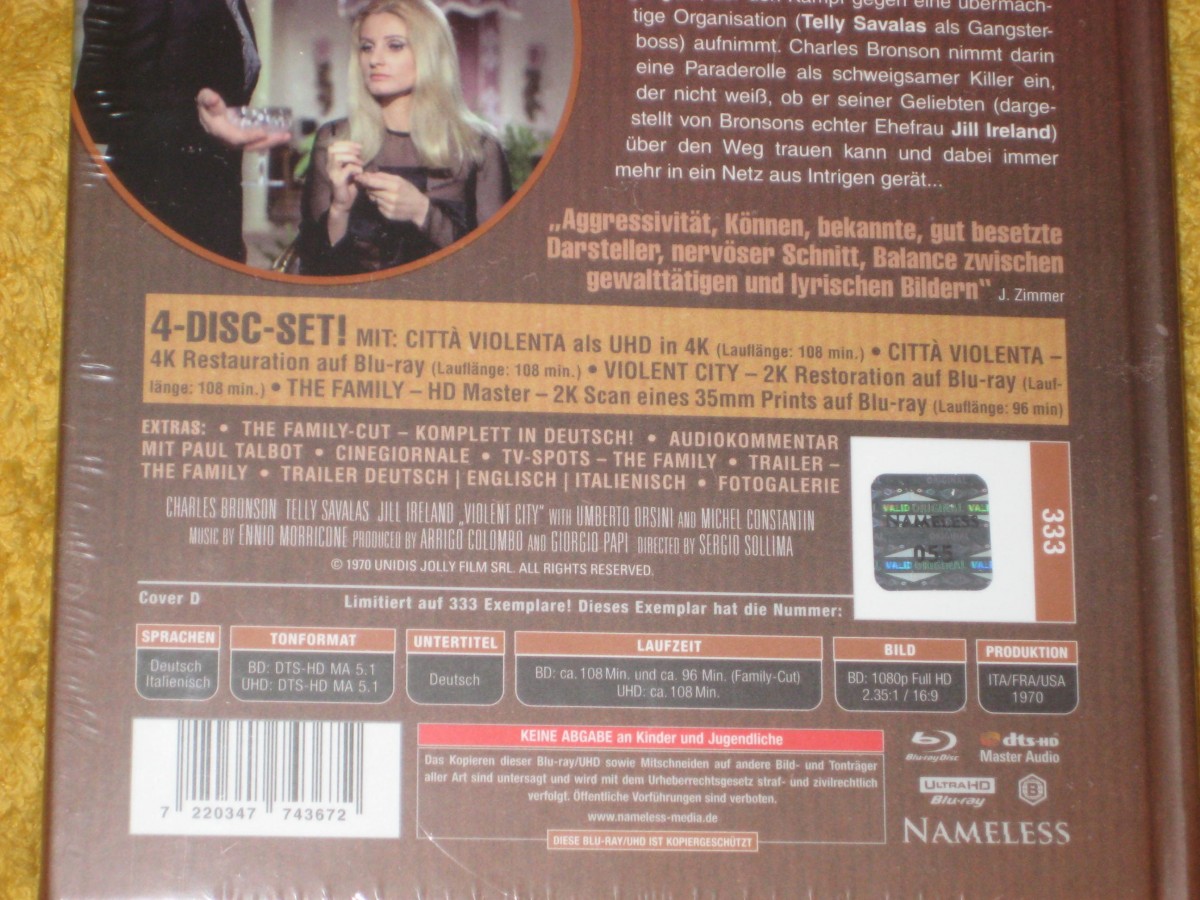 tige Organisation (Telly Savalas als Gangster-
boss) aufnimmt. Charles Bronson nimmt darin
eine Paraderolle als schweigsamer Killer ein,
der nicht weiß, ob er seiner Geliebten (darge-
stellt von Bronsons echter Ehefrau Jill Ireland)
über den Weg trauen kann und dabei immer
mehr in ein Netz aus Intrigen gerät...
„Aggressivität, Können, bekannte, gut besetzte
Darsteller, nervöser Schnitt, Balance zwischen
gewalttätigen und lyrischen Bildern" J. Zimmer
4-DISC-SET! MIT: CITTÀ VIOLENTA als UHD in 4K (Lauflänge: 108 min.) • CITTÀ VIOLENTA –
4K Restauration auf Blu-ray (Lauflänge: 108 min.) • VIOLENT CITY – 2K Restoration auf Blu-ray (Lauf-
länge: 108 min.) • THE FAMILY – HD Master – 2K Scan eines 35mm Prints auf Blu-ray (Lauflänge: 96 min)
EXTRAS: • THE FAMILY-CUT – KOMPLETT IN DEUTSCH! • AUDIOKOMMENTAR
MIT PAUL TALBOT • CINEGIORNALE • TV-SPOTS – THE FAMILY • TRAILER –
THE FAMILY • TRAILER DEUTSCH | ENGLISCH | ITALIENISCH • FOTOGALERIE
CHARLES BRONSON TELLY SAVALAS JILL IRELAND „VIOLENT CITY" WITH UMBERTO ORSINI AND MICHEL CONSTANTIN
MUSIC BY ENNIO MORRICONE PRODUCED BY ARRIGO COLOMBO AND GIORGIO PAPI DIRECTED BY SERGIO SOLLIMA
© 1970 UNIDIS JOLLY FILM SRL. ALL RIGHTS RESERVED.
VALID ORIGINAL VALID
NAMELESS
055
VALID ORIGINAL VALID
333
Cover D
Limitiert auf 333 Exemplare! Dieses Exemplar hat die Nummer:
SPRACHEN
Deutsch
Italienisch
TONFORMAT
BD: DTS-HD MA 5.1
UHD: DTS-HD MA 5.1
UNTERTITEL
Deutsch
LAUFZEIT
BD: ca. 108 Min. und ca. 96 Min. (Family-Cut)
UHD: ca. 108 Min.
BILD
BD: 1080p Full HD
2.35:1 / 16:9
PRODUKTION
ITA/FRA/USA
1970
7 220347 743672
KEINE ABGABE an Kinder und Jugendliche
Das Kopieren dieser Blu-ray/UHD sowie Mitschneiden auf andere Bild- und Tonträger
aller Art sind untersagt und wird mit dem Urheberrechtsgesetz straf- und zivilrechtlich
verfolgt. Öffentliche Vorführungen sind verboten.
www.nameless-media.de
DIESE BLU-RAY/UHD IST KOPIERGESCHÜTZT
Blu-ray Disc
dts-HD
Master Audio
ULTRA HD
Blu-ray
B
NAMELESS